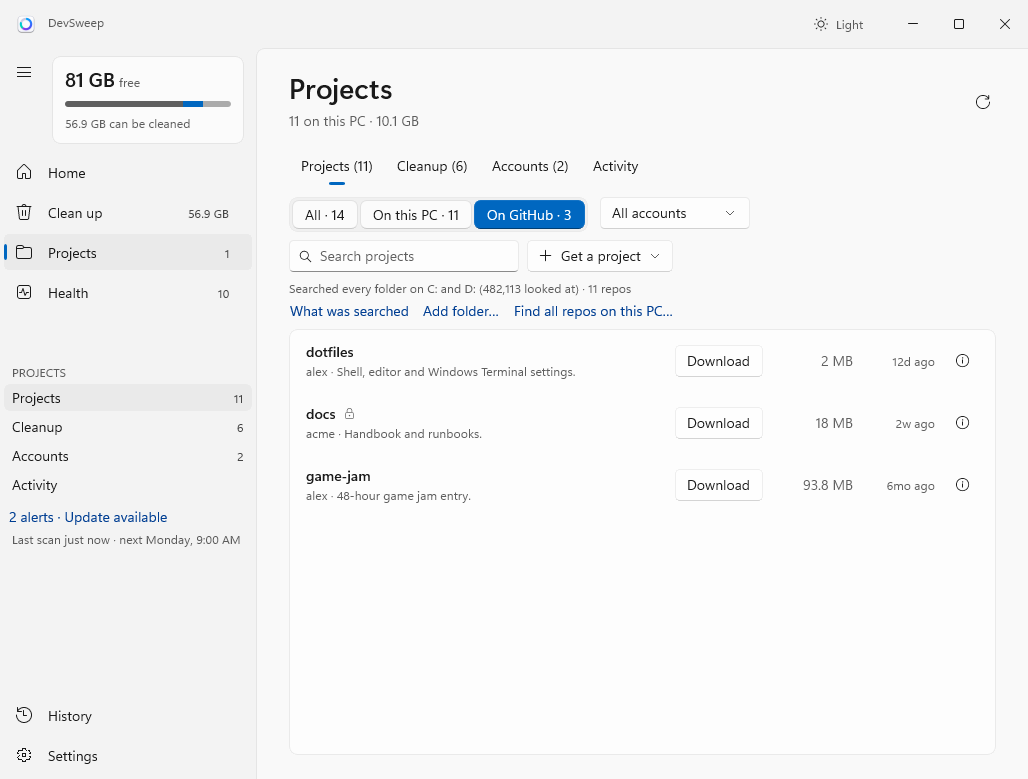 DevSweep
Light
81 GB free
56.9 GB can be cleaned
Home
Clean up 56.9 GB
Projects 1
Health 10
PROJECTS
Projects 11
Cleanup 6
Accounts 2
Activity
2 alerts · Update available
Last scan just now · next Monday, 9:00 AM
History
Settings
Projects
11 on this PC · 10.1 GB
Projects (11) Cleanup (6) Accounts (2) Activity
All · 14 On this PC · 11 On GitHub · 3 All accounts
Search projects Get a project
Searched every folder on C: and D: (482,113 looked at) · 11 repos
What was searched Add folder... Find all repos on this PC...
dotfiles
alex · Shell, editor and Windows Terminal settings.
Download 2 MB 12d ago
docs
acme · Handbook and runbooks.
Download 18 MB 2w ago
game-jam
alex · 48-hour game jam entry.
Download 93.8 MB 6mo ago